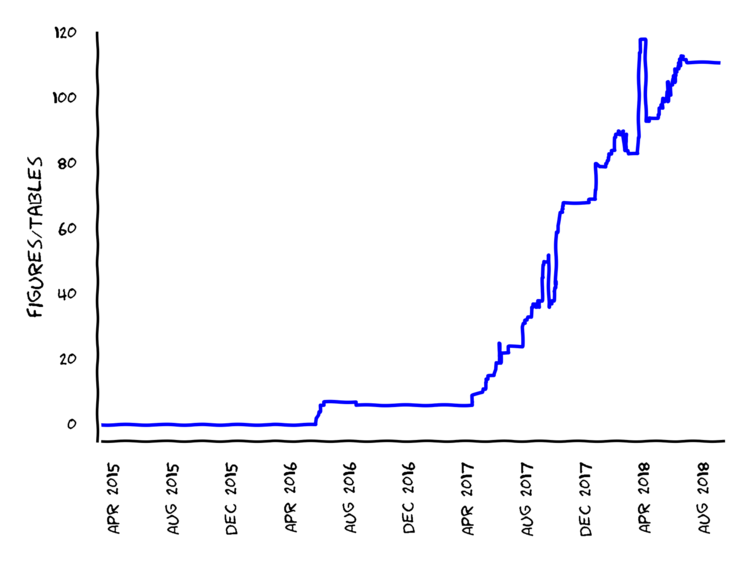 120
100
80
60
40
20
0
FIGURES/TABLES
APR 2015
AUG 2015
DEC 2015
APR 2016
AUG 2016
DEC 2016
APR 2017
AUG 2017
DEC 2017
APR 2018
AUG 2018